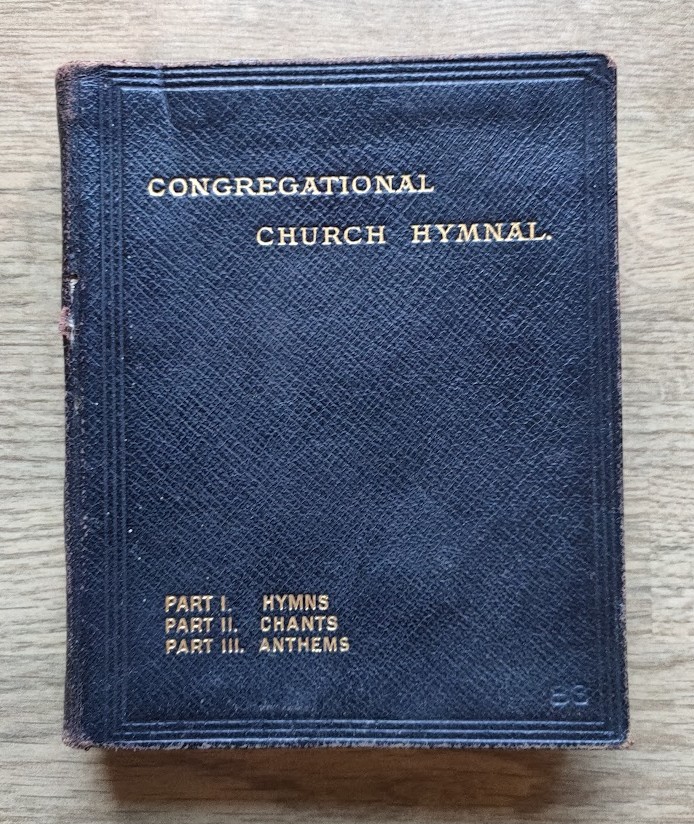 CONGREGATIONAL
CHURCH HYMNAL.
PART I. HYMNS
PART II. CHANTS
PART III. ANTHEMS